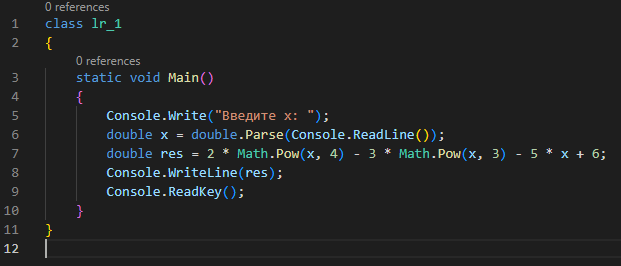 0 references
1 class lr_1
2 {
0 references
3 static void Main()
4 {
5 Console.Write("Введите x: ");
6 double x = double.Parse(Console.ReadLine());
7 double res = 2 * Math.Pow(x, 4) - 3 * Math.Pow(x, 3) - 5 * x + 6;
8 Console.WriteLine(res);
9 Console.ReadKey();
10 }
11 }
12